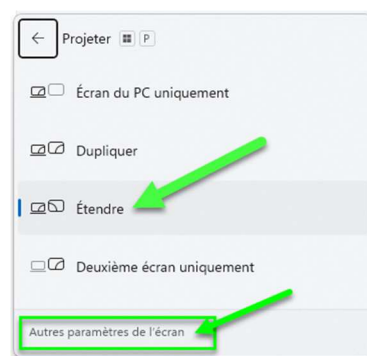 Projeter P
Écran du PC uniquement
Dupliquer
Étendre
Deuxième écran uniquement
Autres paramètres de l'écran